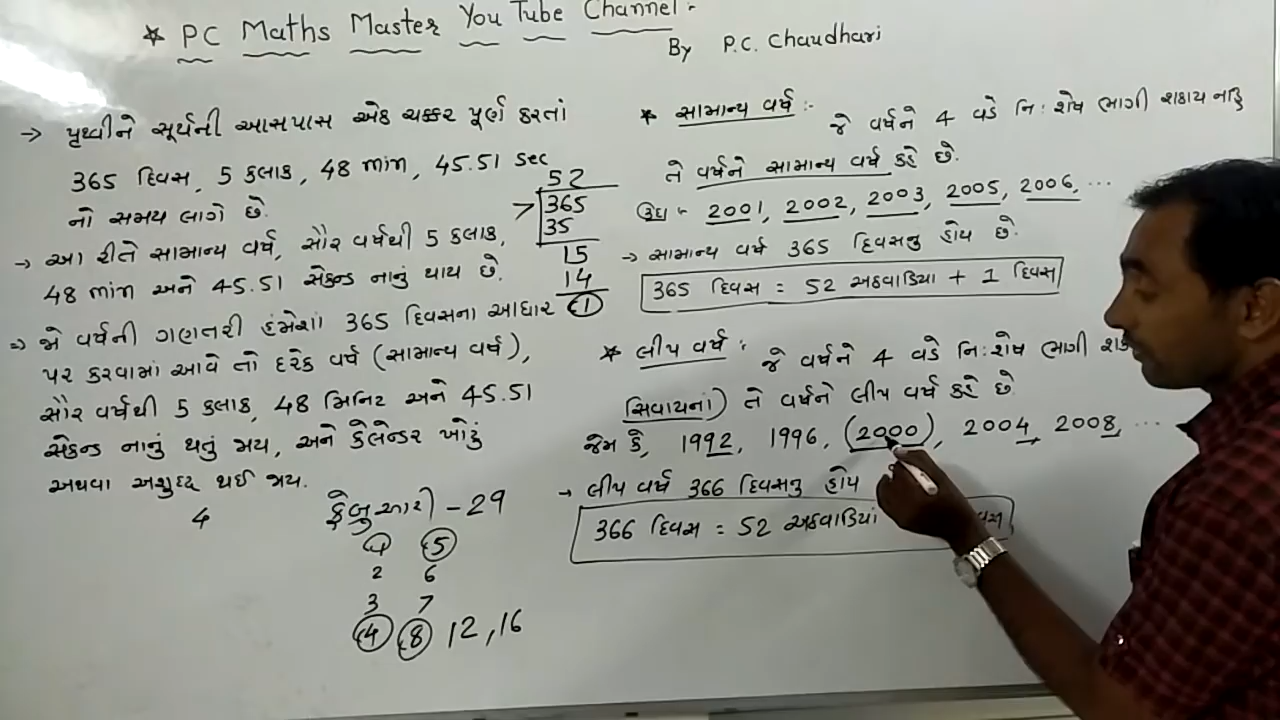 * PC Maths Master You Tube Channel.
By P.C. Chaudhari
→ પૃથ્વીને સૂર્યની આસપાસ એક ચક્કર પૂર્ણ કરતાં
365 દિવસ, 5 કલાક, 48 મિનિ, 45.51 sec
નો સમય લાગે છે.
→ આ રીતે સામાન્ય વર્ષ, સૌર વર્ષથી 5 કલાક,
48 મિનિ અને 45.51 સેકન્ડ નાનું થાય છે.
⇒ જો વર્ષની ગણતરી હંમેશાં 365 દિવસના આધાર
પર કરવામાં આવે તો દરેક વર્ષ (સામાન્ય વર્ષ),
સૌર વર્ષથી 5 કલાક, 48 મિનિટ અને 45.51
સેકન્ડ નાનું થતું જાય, અને કેલેન્ડર ખોટું
અથવા અશુદ્ધ થઈ જાય.
52
7 365
35
15
14
1
4
ફેબ્રુઆરી - 29
1 5
2 6
3 7
4 8 12, 16
* સામાન્ય વર્ષ :-
જે વર્ષને 4 વડે નિ:શેષ ભાગી શકાય નહિ
તે વર્ષને સામાન્ય વર્ષ કહે છે.
ઉદા :- 2001, 2002, 2003, 2005, 2006, ...
→ સામાન્ય વર્ષ 365 દિવસનુ હોય છે.
365 દિવસ = 52 અઠવાડિયા + 1 દિવસ
* લીપ વર્ષ :
જે વર્ષને 4 વડે નિ:શેષ ભાગી
સિવાયનાં) તે વર્ષને લીપ વર્ષ કહે છે.
જેમ કે, 1992, 1996, (2000), 2004, 2008, ...
→ લીપ વર્ષ 366 દિવસનુ હોય
366 દિવસ = 52 અઠવાડિયાં